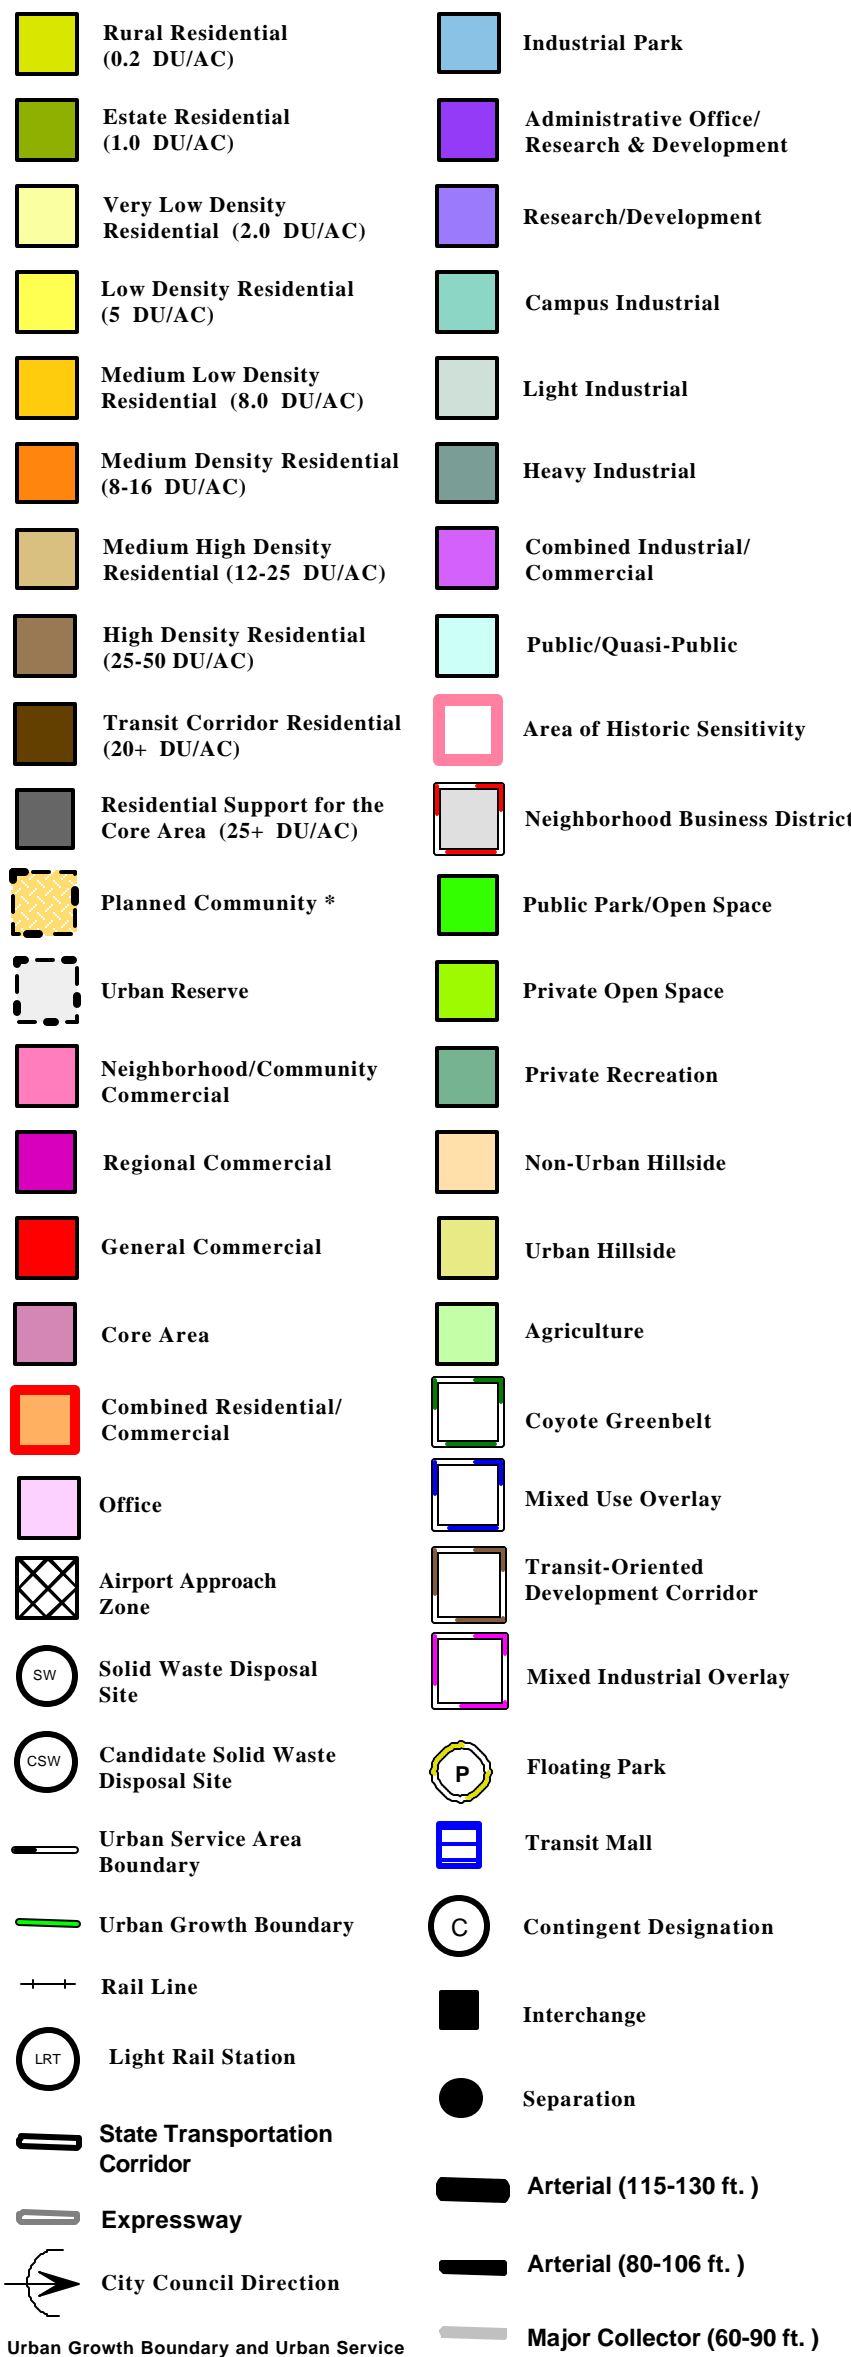 Rural Residential
(0.2 DU/AC)
Estate Residential
(1.0 DU/AC)
Very Low Density
Residential (2.0 DU/AC)
Low Density Residential
(5 DU/AC)
Medium Low Density
Residential (8.0 DU/AC)
Medium Density Residential
(8-16 DU/AC)
Medium High Density
Residential (12-25 DU/AC)
High Density Residential
(25-50 DU/AC)
Transit Corridor Residential
(20+ DU/AC)
Residential Support for the
Core Area (25+ DU/AC)
Planned Community *
Urban Reserve
Neighborhood/Community
Commercial
Regional Commercial
General Commercial
Core Area
Combined Residential/
Commercial
Office
Airport Approach
Zone
SW
Solid Waste Disposal
Site
CSW
Candidate Solid Waste
Disposal Site
Urban Service Area
Boundary
Urban Growth Boundary
Rail Line
LRT
Light Rail Station
State Transportation
Corridor
Expressway
City Council Direction
Urban Growth Boundary and Urban Service
Industrial Park
Administrative Office/
Research & Development
Research/Development
Campus Industrial
Light Industrial
Heavy Industrial
Combined Industrial/
Commercial
Public/Quasi-Public
Area of Historic Sensitivity
Neighborhood Business District
Public Park/Open Space
Private Open Space
Private Recreation
Non-Urban Hillside
Urban Hillside
Agriculture
Coyote Greenbelt
Mixed Use Overlay
Transit-Oriented
Development Corridor
Mixed Industrial Overlay
P
Floating Park
Transit Mall
C
Contingent Designation
Interchange
Separation
Arterial (115-130 ft. )
Arterial (80-106 ft. )
Major Collector (60-90 ft. )